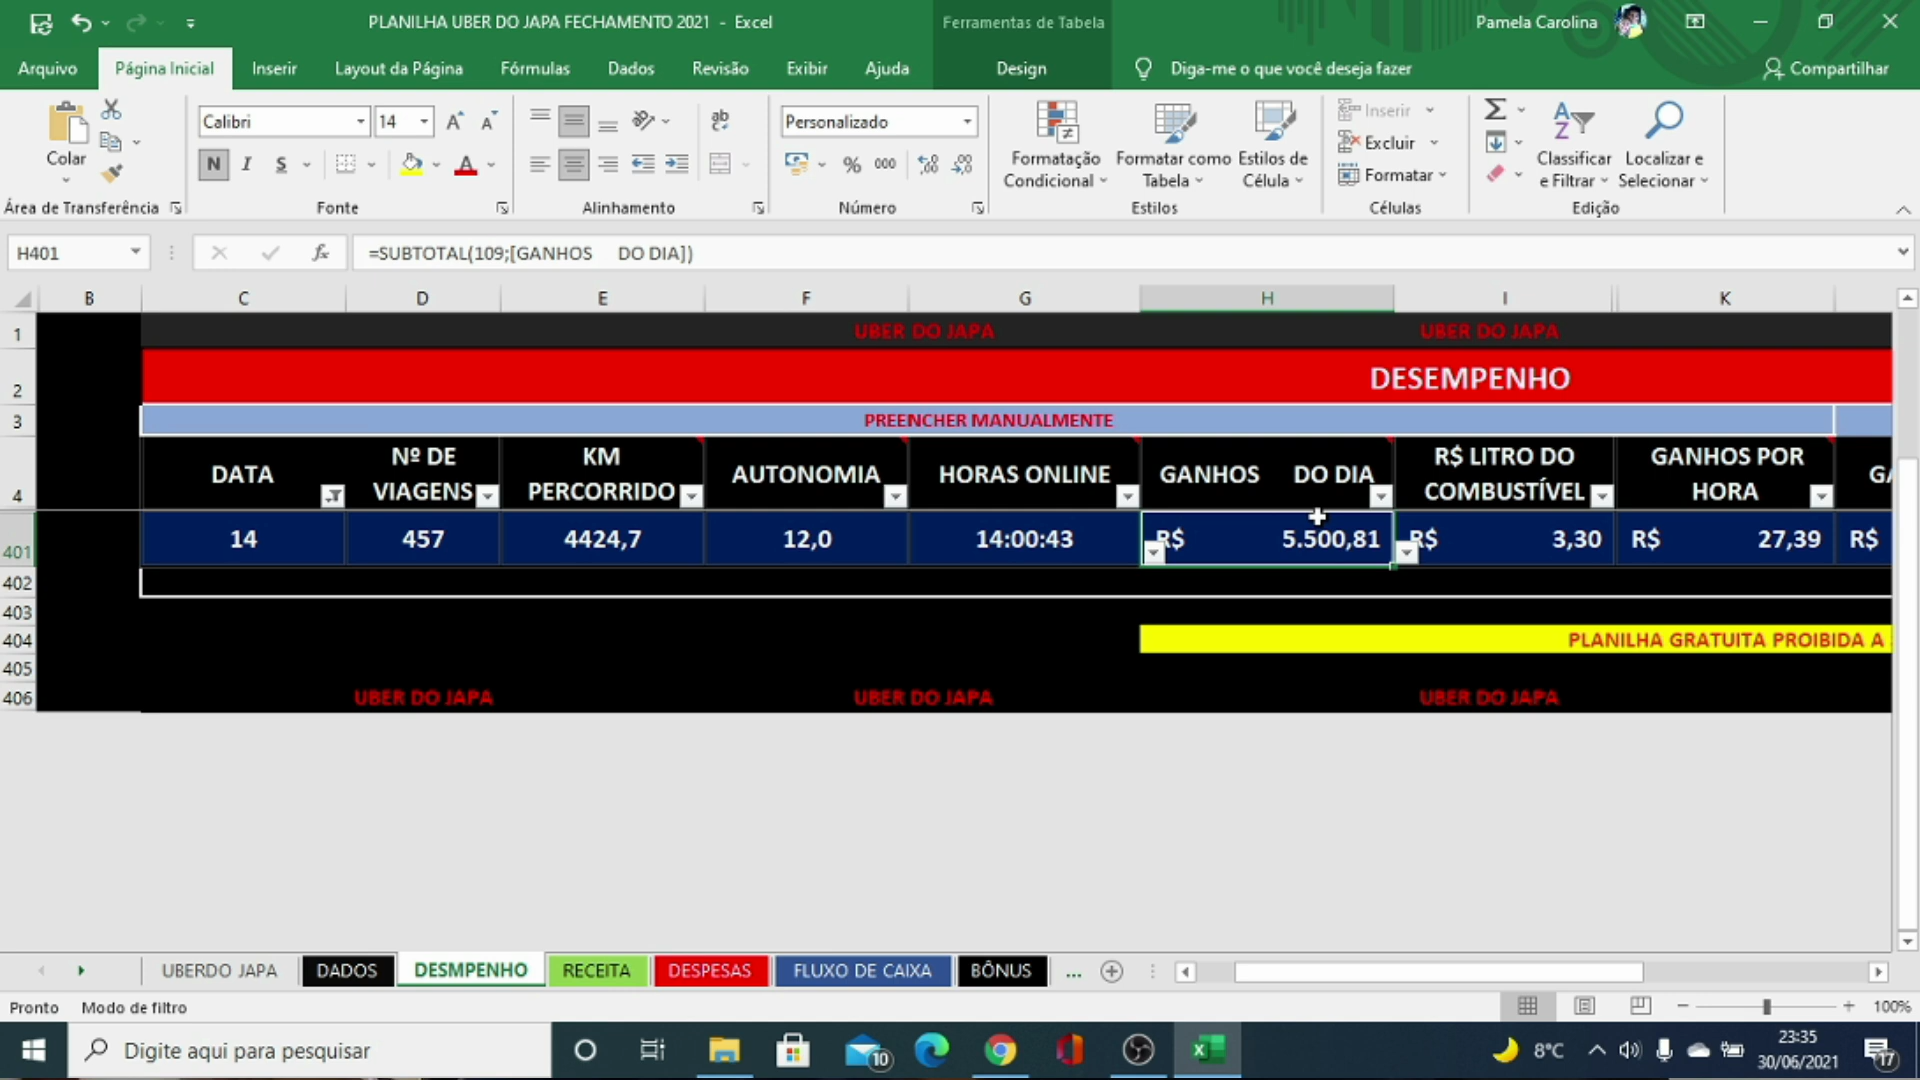 PLANILHA UBER DO JAPA FECHAMENTO 2021 - Excel
Ferramentas de Tabela
Pamela Carolina
Arquivo
Página Inicial
Inserir
Layout da Página
Fórmulas
Dados
Revisão
Exibir
Ajuda
Design
Diga-me o que você deseja fazer
Compartilhar
Colar
Calibri
14
N I S
ab
Personalizado
% 000
Formatação Condicional
Formatar como Tabela
Estilos de Célula
Inserir
Excluir
Formatar
Classificar e Filtrar
Localizar e Selecionar
Área de Transferência
Fonte
Alinhamento
Número
Estilos
Células
Edição
H401
fx
=SUBTOTAL(109;[GANHOS DO DIA])
B C D E F G H I K
1 UBER DO JAPA UBER DO JAPA
2 DESEMPENHO
3 PREENCHER MANUALMENTE
4 DATA Nº DE VIAGENS KM PERCORRIDO AUTONOMIA HORAS ONLINE GANHOS DO DIA R$ LITRO DO COMBUSTÍVEL GANHOS POR HORA GA
401 14 457 4424,7 12,0 14:00:43 R$ 5.500,81 R$ 3,30 R$ 27,39 R$
402
403
404 PLANILHA GRATUITA PROIBIDA A
405
406 UBER DO JAPA UBER DO JAPA UBER DO JAPA
UBERDO JAPA DADOS DESMPENHO RECEITA DESPESAS FLUXO DE CAIXA BÔNUS ...
Pronto Modo de filtro 100%
Digite aqui para pesquisar
10
8°C
23:35
30/06/2021
17